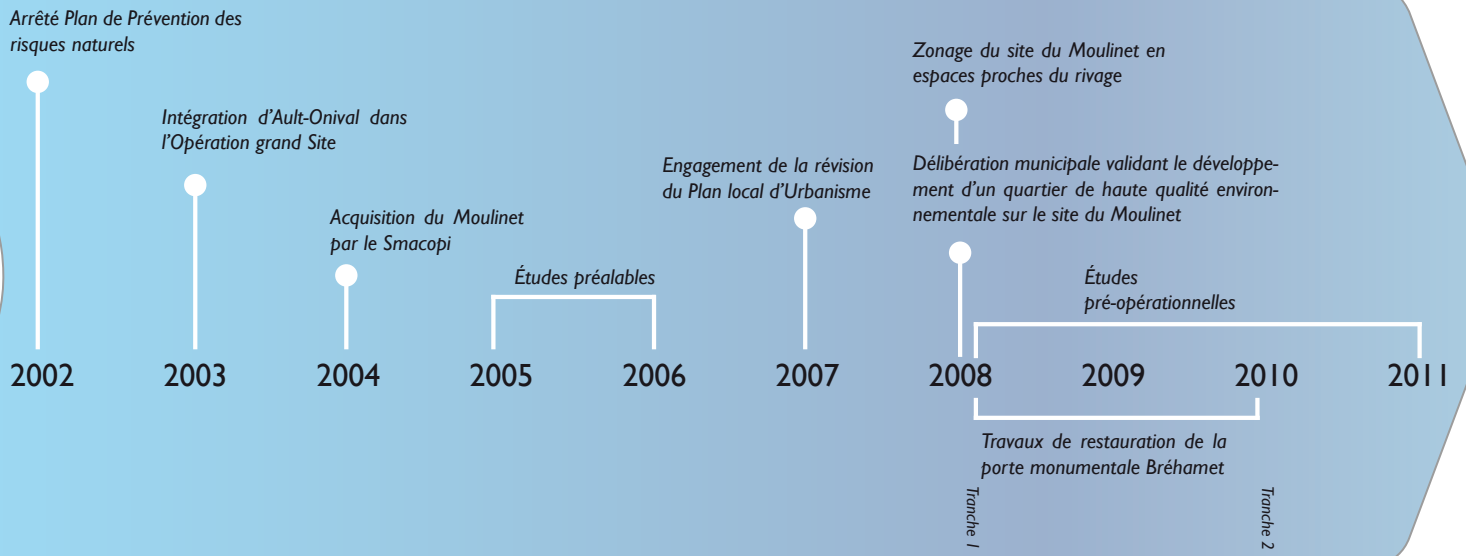 Arrêté Plan de Prévention des
risques naturels
Intégration d'Ault-Onival dans
l'Opération grand Site
Acquisition du Moulinet
par le Smacopi
Études préalables
Engagement de la révision
du Plan local d'Urbanisme
Zonage du site du Moulinet en
espaces proches du rivage
Délibération municipale validant le développe-
ment d'un quartier de haute qualité environ-
nementale sur le site du Moulinet
Études
pré-opérationnelles
2002 2003 2004 2005 2006 2007 2008 2009 2010 2011
Travaux de restauration de la
porte monumentale Bréhamet
Tranche 1
Tranche 2